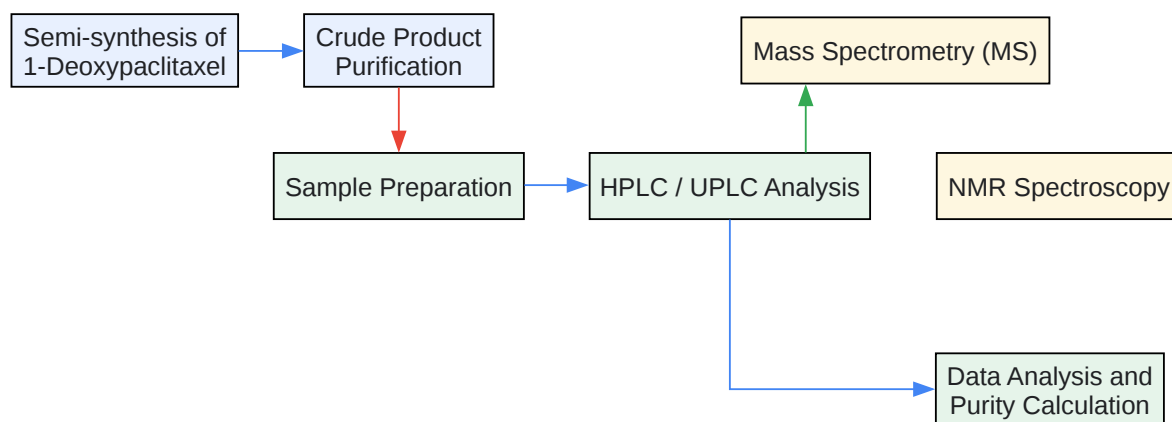 Semi-synthesis of
1-Deoxypaclitaxel
Crude Product
Purification
Mass Spectrometry (MS)
Sample Preparation
HPLC / UPLC Analysis
NMR Spectroscopy
Data Analysis and
Purity Calculation